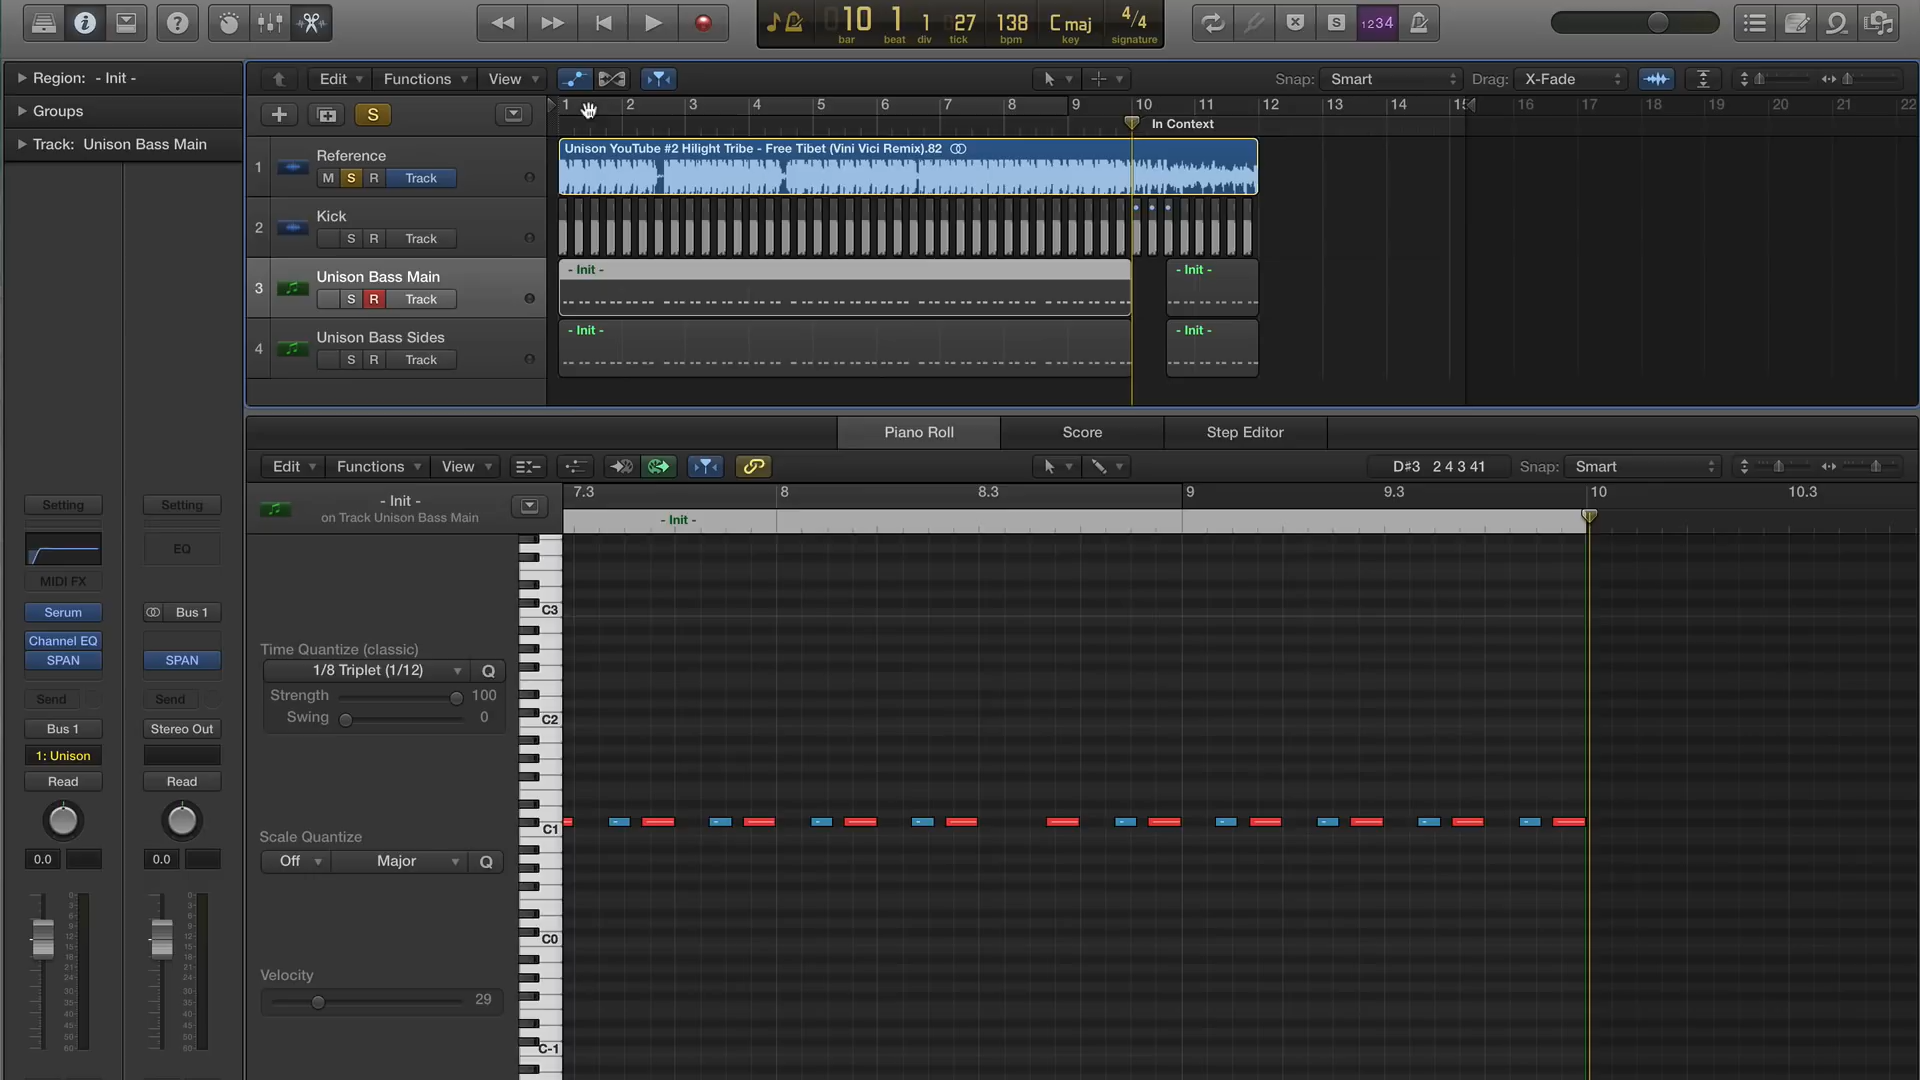 10 1 1 27 138 C maj 4/4
bar beat div tick bpm key signature
1234
Region: - Init -
Groups
Track: Unison Bass Main
Edit Functions View Snap: Smart Drag: X-Fade
S
1 2 3 4 5 6 7 8 9 10 11 12 13 14 15 16 17 18 19 20 21 22
In Context
1 Reference
M S R Track
Unison YouTube #2 Hilight Tribe - Free Tibet (Vini Vici Remix).82
2 Kick
S R Track
3 Unison Bass Main
S R Track
- Init - - Init -
4 Unison Bass Sides
S R Track
- Init - - Init -
Piano Roll Score Step Editor
Edit Functions View D#3 2 4 3 41 Snap: Smart
7.3 8 8.3 9 9.3 10 10.3
- Init -
on Track Unison Bass Main
- Init -
Setting Setting
EQ
MIDI FX
Serum Bus 1
Channel EQ
SPAN SPAN
Send Send
Bus 1 Stereo Out
1: Unison
Read Read
0.0 0.0
Time Quantize (classic)
1/8 Triplet (1/12) Q
Strength 100
Swing 0
Scale Quantize
Off Major Q
Velocity
29
C3
C2
C1
C0
C-1